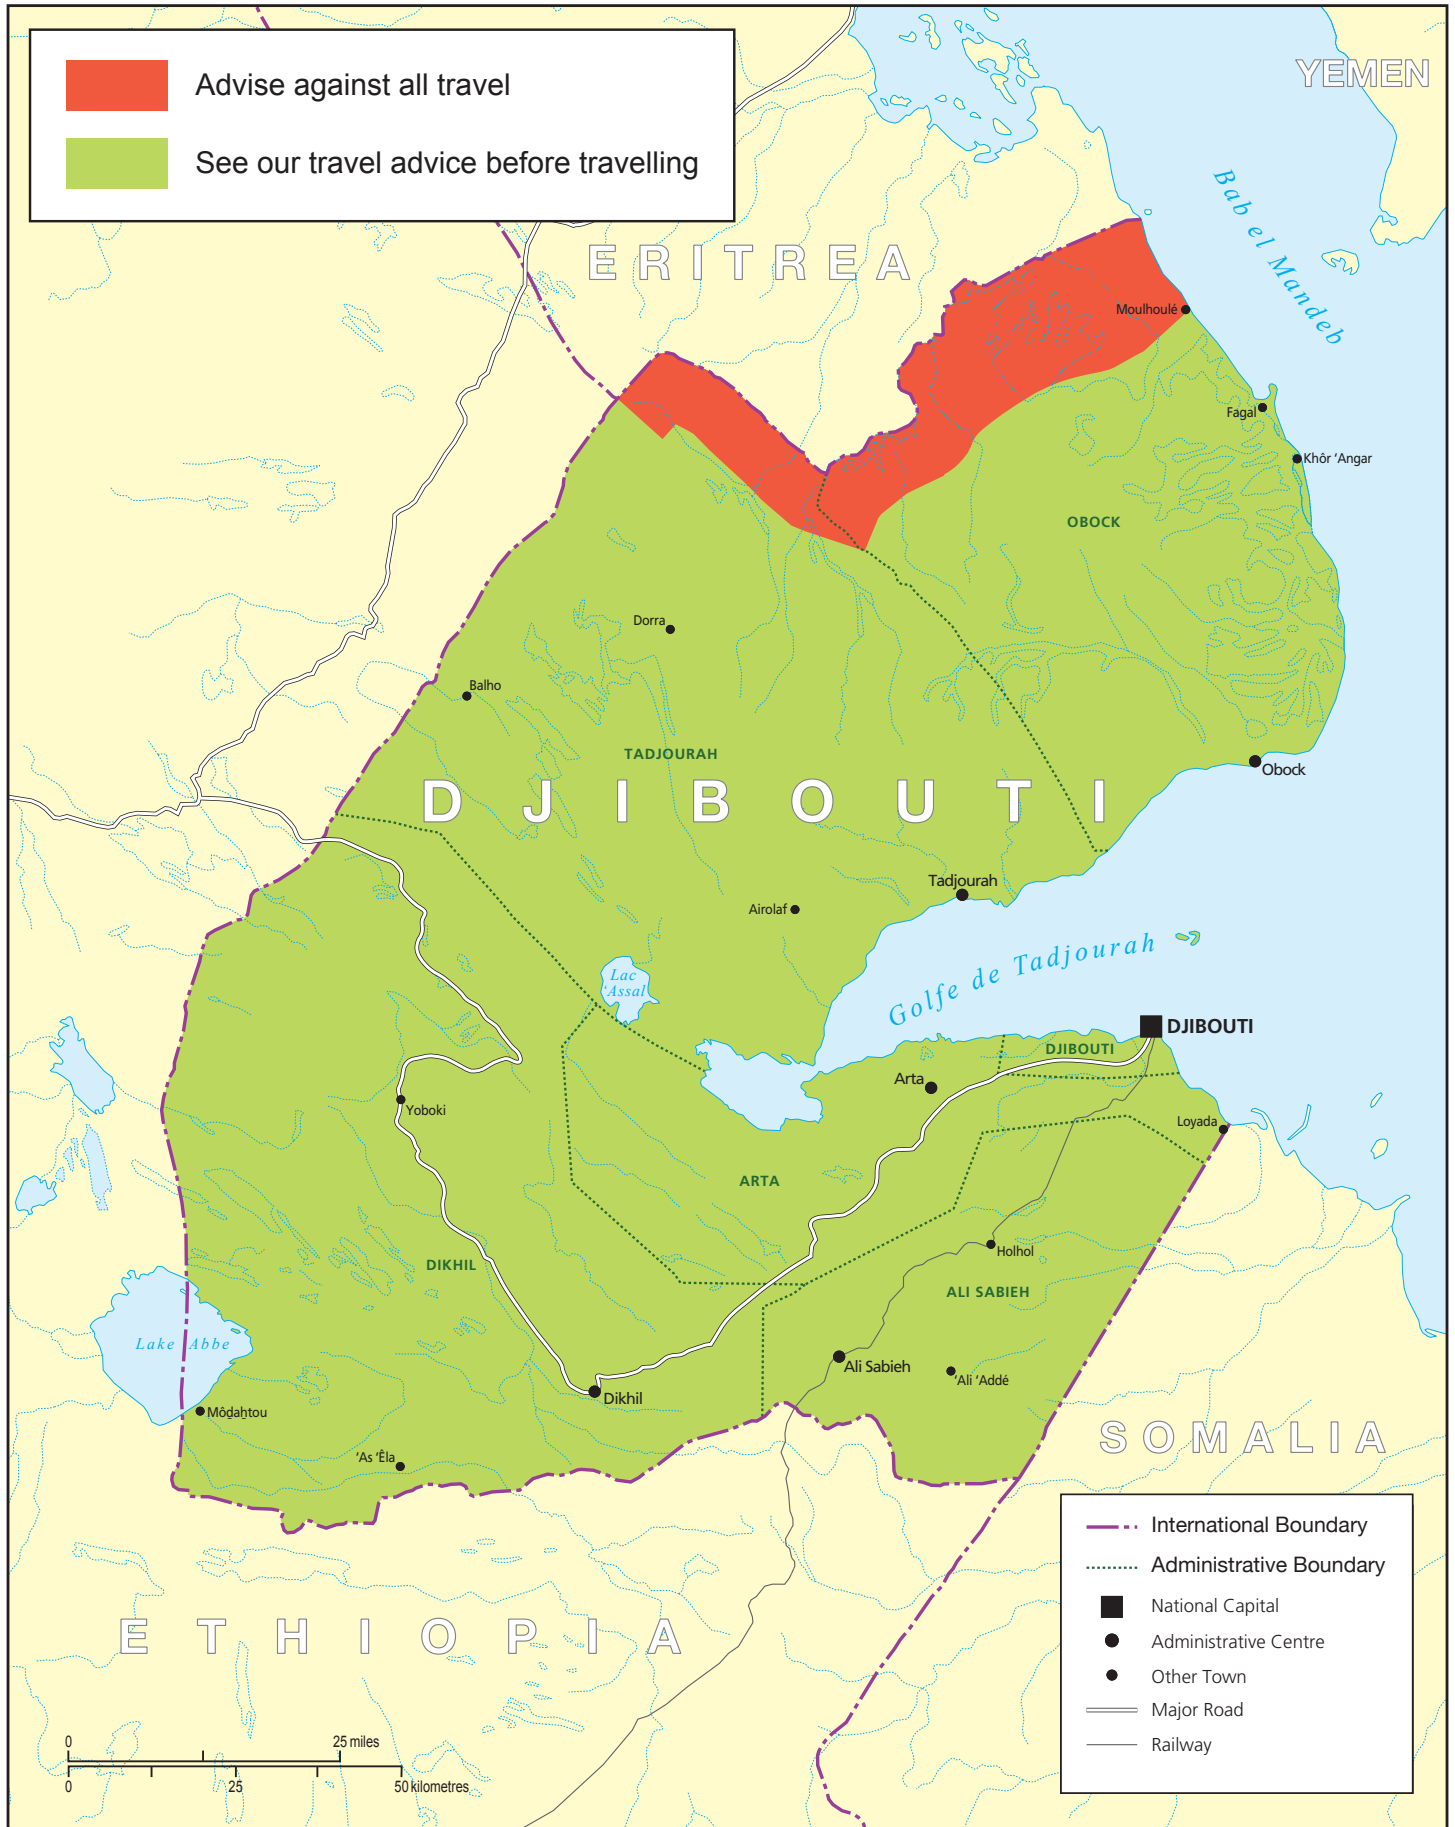 Advise against all travel
See our travel advice before travelling
YEMEN
Bab el Mandeb
ERITREA
Moulhoulé
Fagal
Khôr ‘Angar
OBOCK
Dorra
Balho
TADJOURAH
DJIBOUTI
Obock
Tadjourah
Airolaf
Golfe de Tadjourah
Lac
‘Assal
DJIBOUTI
DJIBOUTI
Arta
Yoboki
Loyada
ARTA
Holhol
DIKHIL
ALI SABIEH
Lake Abbe
Ali Sabieh
‘Ali ‘Addé
Dikhil
Môḏaẖtou
‘As ‘Êla
SOMALIA
ETHIOPIA
International Boundary
Administrative Boundary
National Capital
Administrative Centre
Other Town
Major Road
Railway
0 25 miles
0 25 50 kilometres